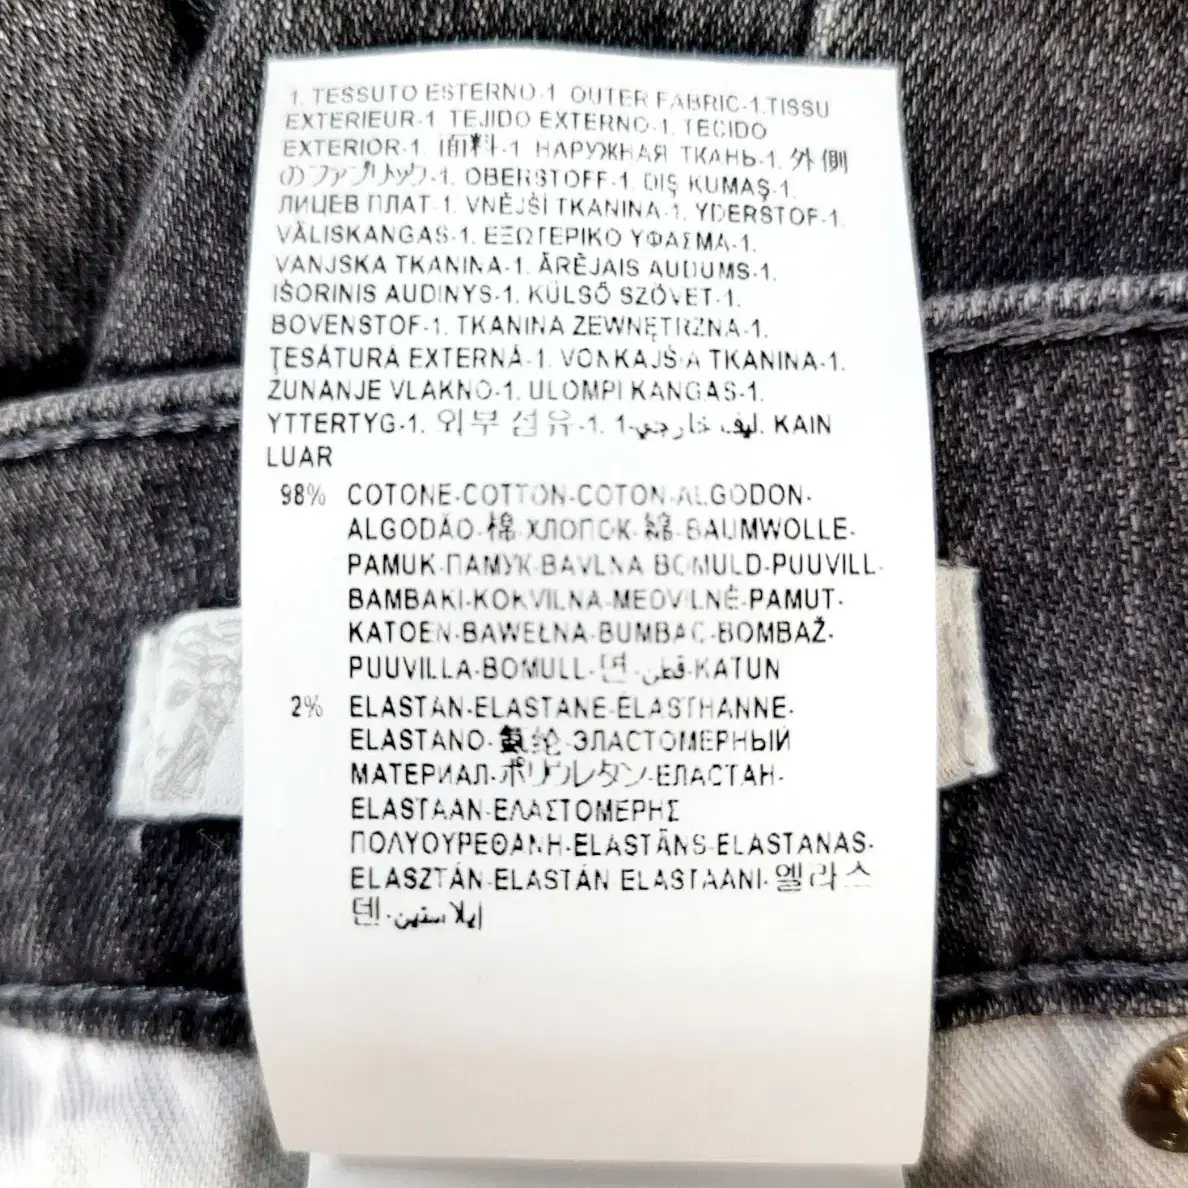 1. TESSUTO ESTERNO-1. OUTER FABRIC-1.TISSU
EXTERIEUR-1. TEJIDO EXTERNO-1. TECIDO
EXTERIOR-1. 面料-1. НАРУЖНАЯ ТКАНЬ-1. 外側
のファブリック-1. OBERSTOFF-1. DIŞ KUMAŞ-1.
ЛИЦЕВ ПЛАТ-1. VNĚJŠÍ TKANINA-1. YDERSTOF-1.
VÄLISKANGAS-1. ΕΞΩΤΕΡΙΚΟ ΥΦΑΣΜΑ-1.
VANJSKA TKANINA-1. ĀRĒJAIS AUDUMS-1.
IŠORINIS AUDINYS-1. KÜLSŐ SZÖVET-1.
BOVENSTOF-1. TKANINA ZEWNĘTRZNA-1.
ŢESĂTURĂ EXTERNĂ-1. VONKAJŠIA TKANINA-1.
ZUNANJE VLAKNO-1. ULOMPI KANGAS-1.
YTTERTYG-1. 외부 섬유-1. ليف خارجي-1. KAIN
LUAR
98% COTONE-COTTON-COTON-ALGODON-
ALGODÃO-棉-ХЛОПОК-綿-BAUMWOLLE-
PAMUK-ПАМУК-BAVLNA BOMULD-PUUVILL-
BAMBAKI-KOKVILNA-MEDVILNĖ-PAMUT-
KATOEN-BAWEŁNA-BUMBAC-BOMBAŽ-
PUUVILLA-BOMULL-면-قطن-KATUN
2% ELASTAN-ELASTANE-ÉLASTHANNE-
ELASTANO-氨纶-ЭЛАСТОМЕРНЫЙ
МАТЕРИАЛ-ポリウレタン-ЕЛАСТАН-
ELASTAAN-ΕΛΑΣΤΟΜΕΡΗΣ
ΠΟΛΥΟΥΡΕΘΑΝΗ-ELASTĀNS-ELASTANAS-
ELASZTÁN-ELASTÁN ELASTAANI-엘라스
텐-إيلاستين